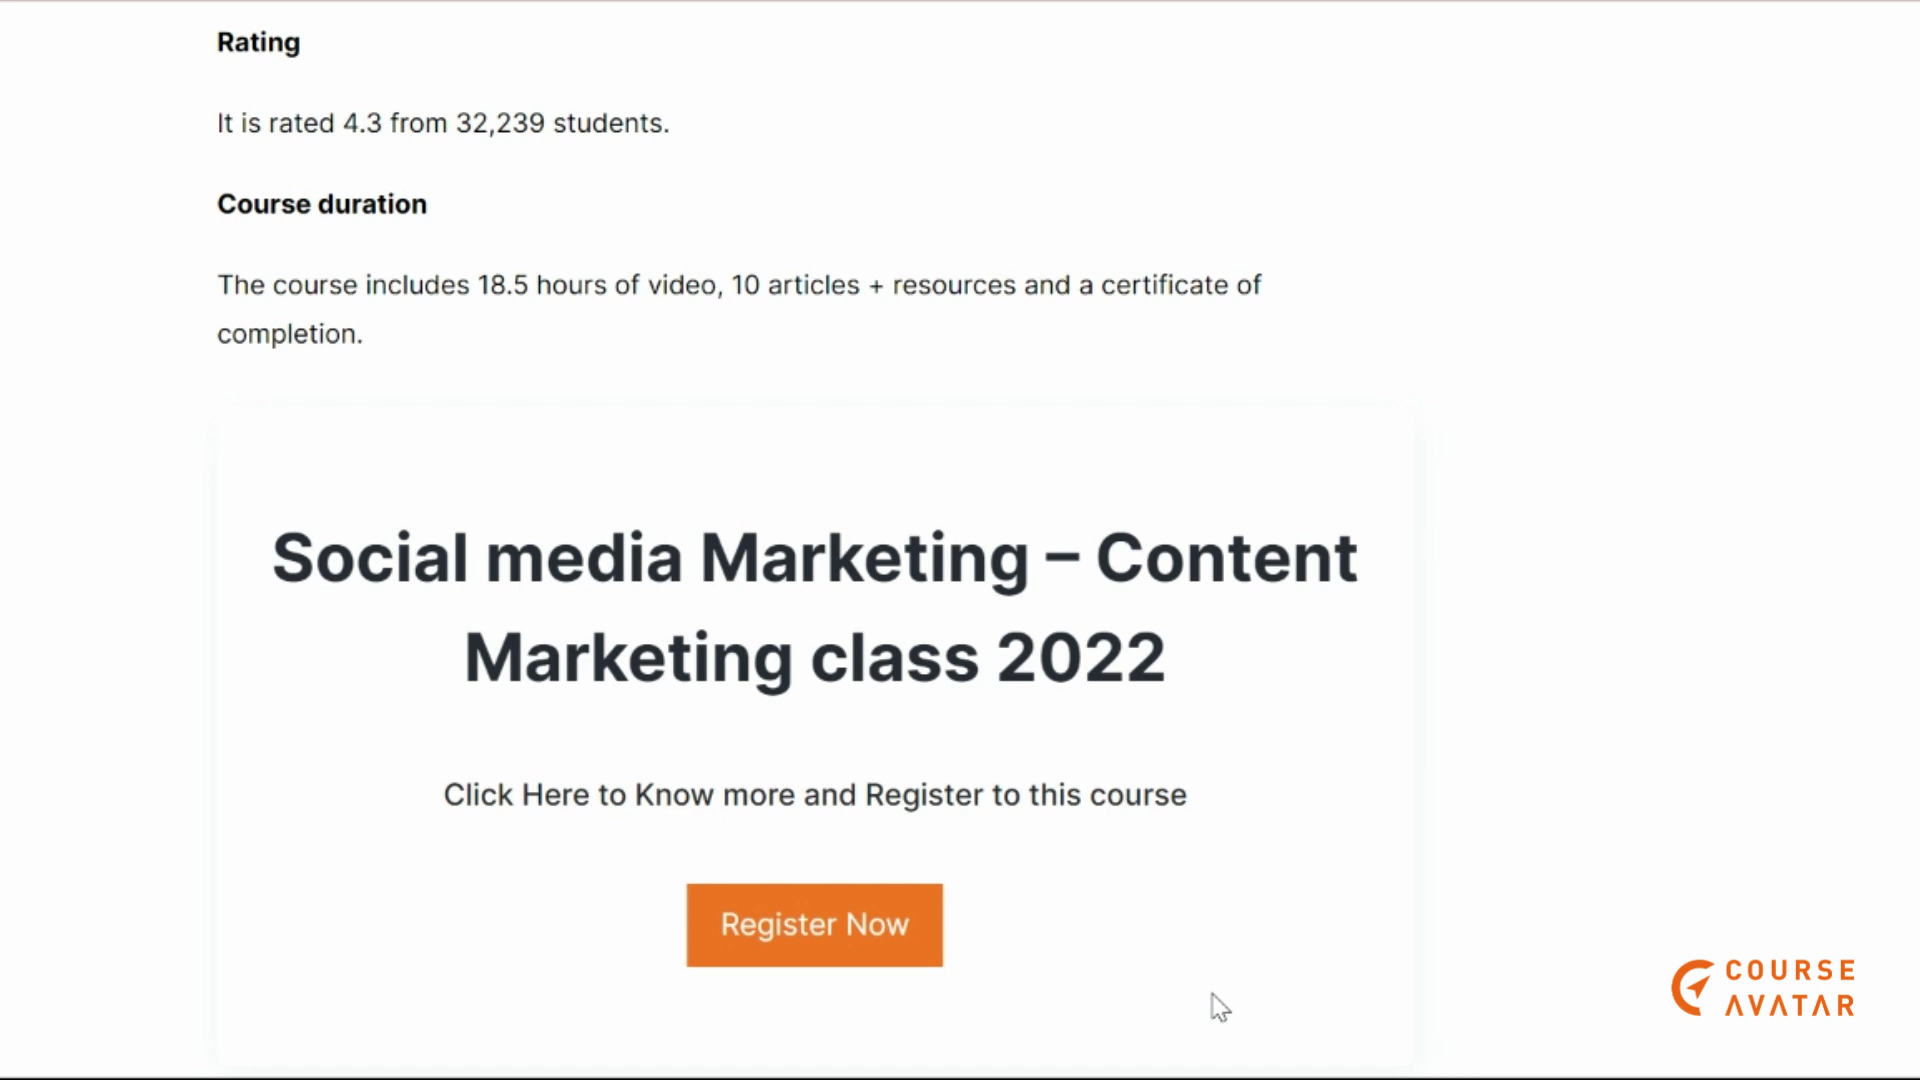 Rating
It is rated 4.3 from 32,239 students.
Course duration
The course includes 18.5 hours of video, 10 articles + resources and a certificate of
completion.
Social media Marketing – Content
Marketing class 2022
Click Here to Know more and Register to this course
Register Now
COURSE
AVATAR